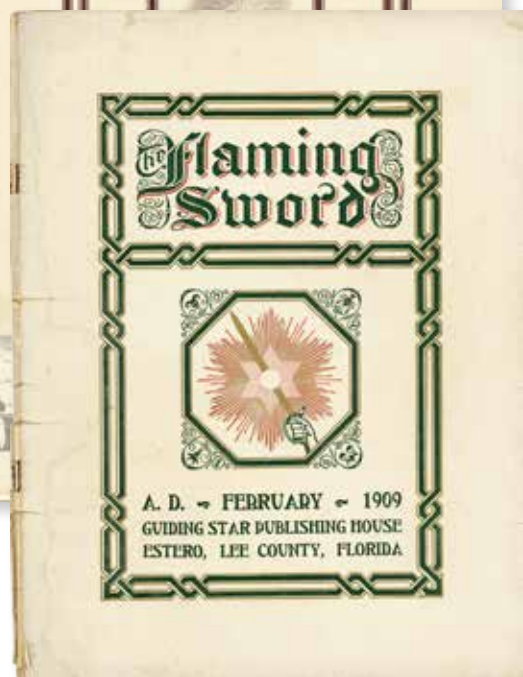 The Flaming
Sword
A. D. ~ FEBRUARY ~ 1909
GUIDING STAR PUBLISHING HOUSE
ESTERO, LEE COUNTY, FLORIDA